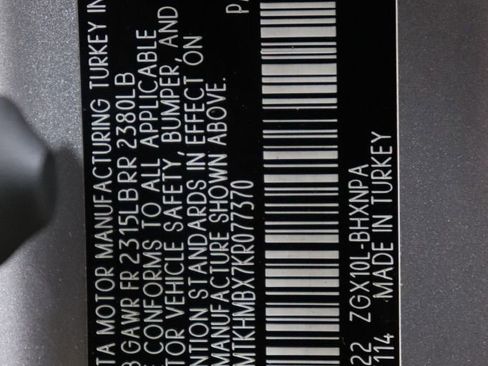 TA MOTOR MANUFACTURING TURKEY IN
B GAWR FR 2315LB RR 2380LB
E CONFORMS TO ALL APPLICABLE
TOR VEHICLE SAFETY, BUMPER, AND
NTION STANDARDS IN EFFECT ON
MANUFACTURE SHOWN ABOVE.
MTKHMBX7KR077370
22 ZGX10L-BHXNPA
114 MADE IN TURKEY